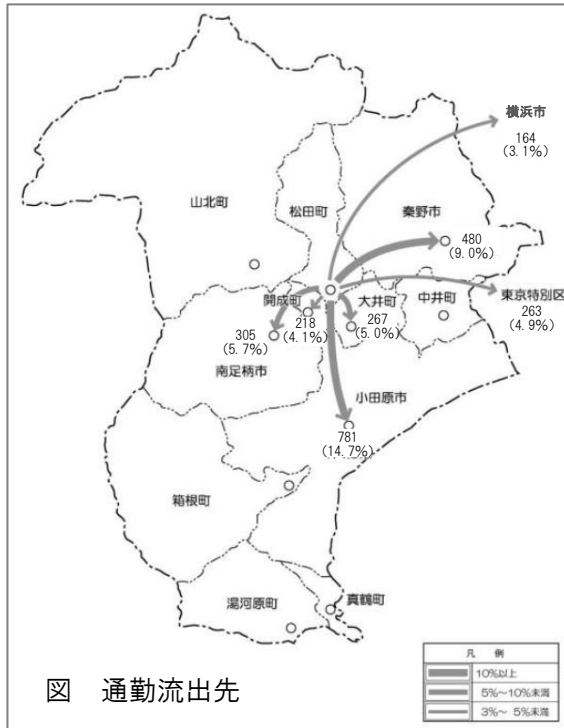 横浜市
164
(3.1%)
山北町
松田町
秦野市
480
(9.0%)
開成町
大井町
中井町
東京特別区
263
(4.9%)
218
(4.1%)
267
(5.0%)
305
(5.7%)
南足柄市
小田原市
781
(14.7%)
箱根町
湯河原町
真鶴町
図 通勤流出先
凡 例
10%以上
5%~10%未満
3%~ 5%未満